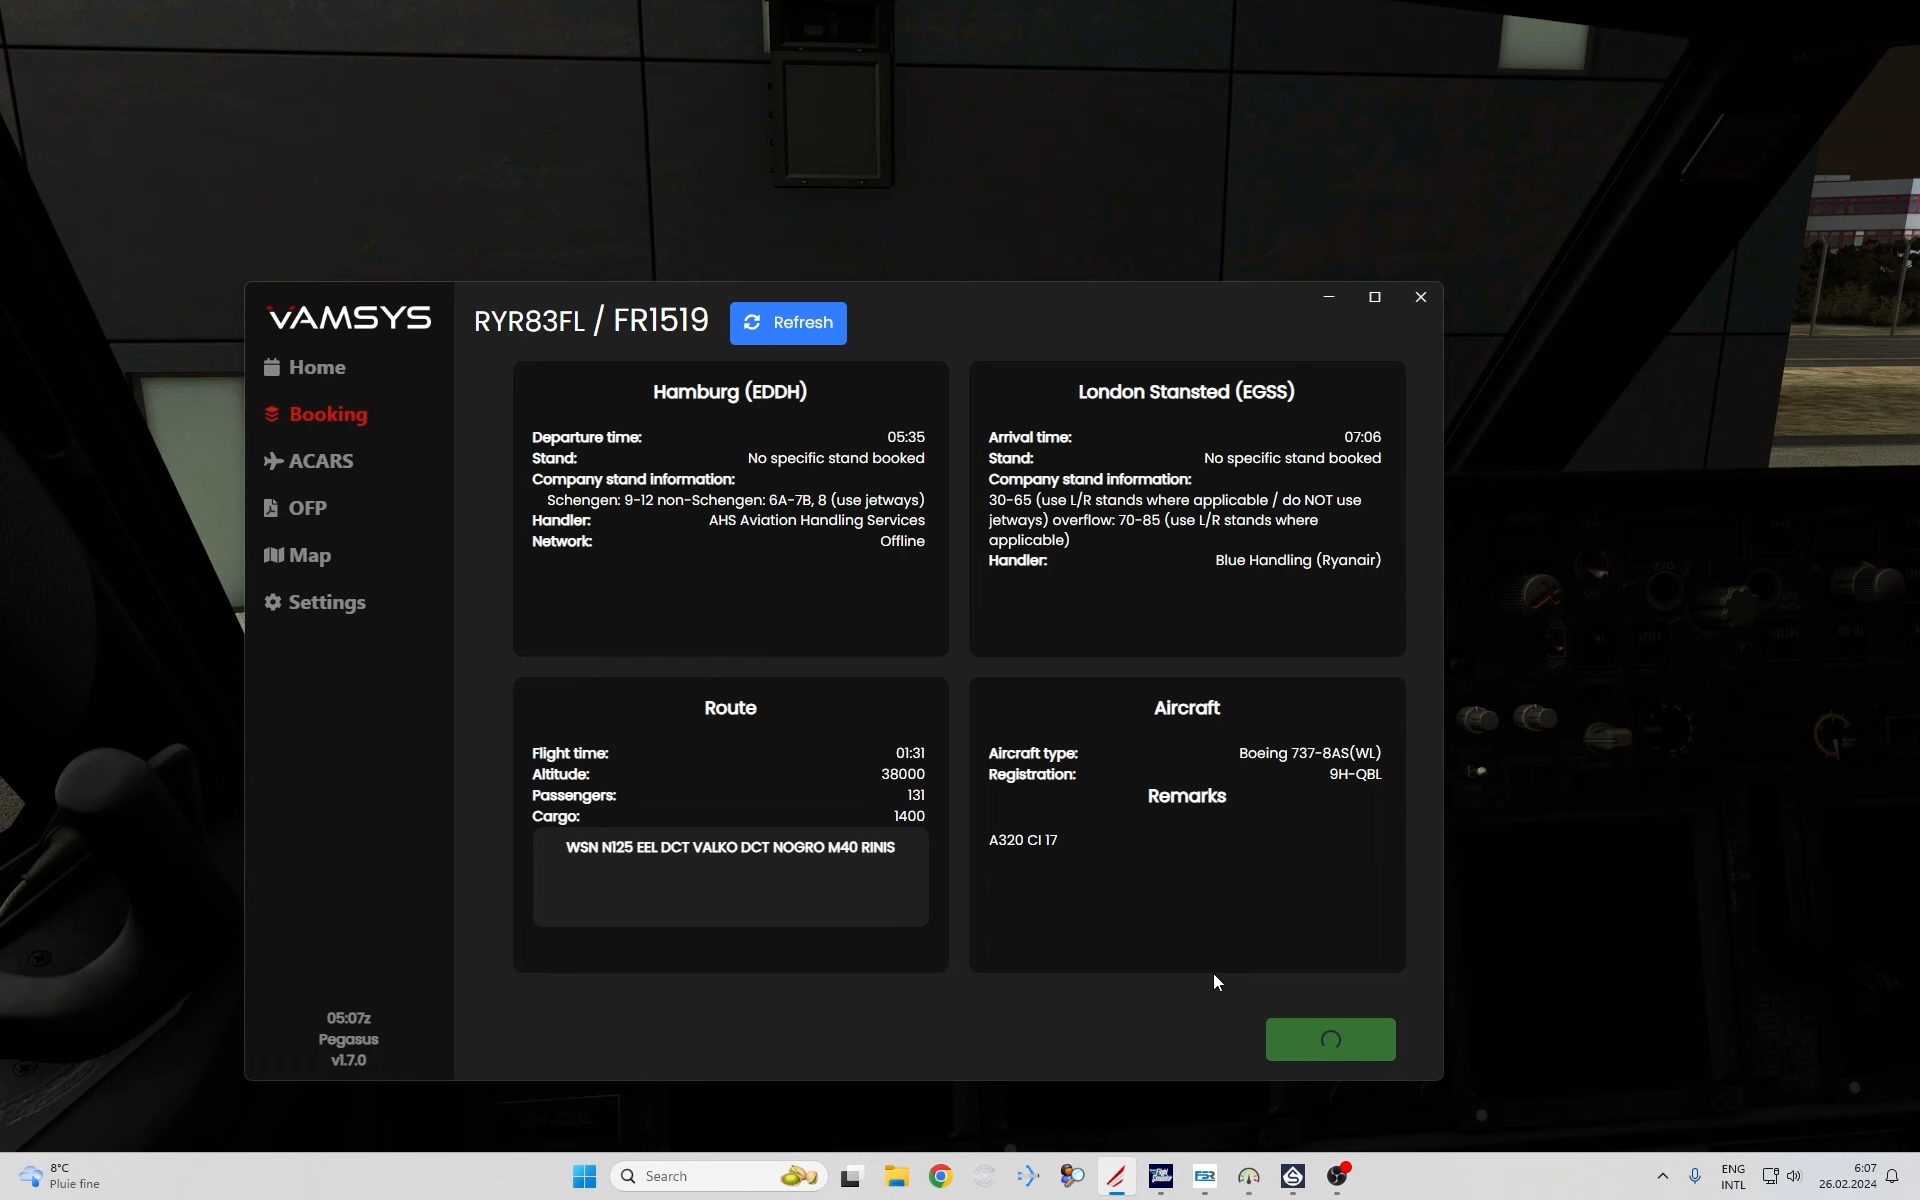 VAMSYS
RYR83FL / FR1519
Refresh
Home
Booking
ACARS
OFP
Map
Settings
05:07z
Pegasus
v1.7.0
Hamburg (EDDH)
Departure time: 05:35
Stand: No specific stand booked
Company stand information:
Schengen: 9-12 non-Schengen: 6A-7B, 8 (use jetways)
Handler: AHS Aviation Handling Services
Network: Offline
London Stansted (EGSS)
Arrival time: 07:06
Stand: No specific stand booked
Company stand information:
30-65 (use L/R stands where applicable / do NOT use
jetways) overflow: 70-85 (use L/R stands where
applicable)
Handler: Blue Handling (Ryanair)
Route
Flight time: 01:31
Altitude: 38000
Passengers: 131
Cargo: 1400
WSN N125 EEL DCT VALKO DCT NOGRO M40 RINIS
Aircraft
Aircraft type: Boeing 737-8AS(WL)
Registration: 9H-QBL
Remarks
A320 CI 17
8°C
Pluie fine
Search
ENG
INTL
6:07
26.02.2024